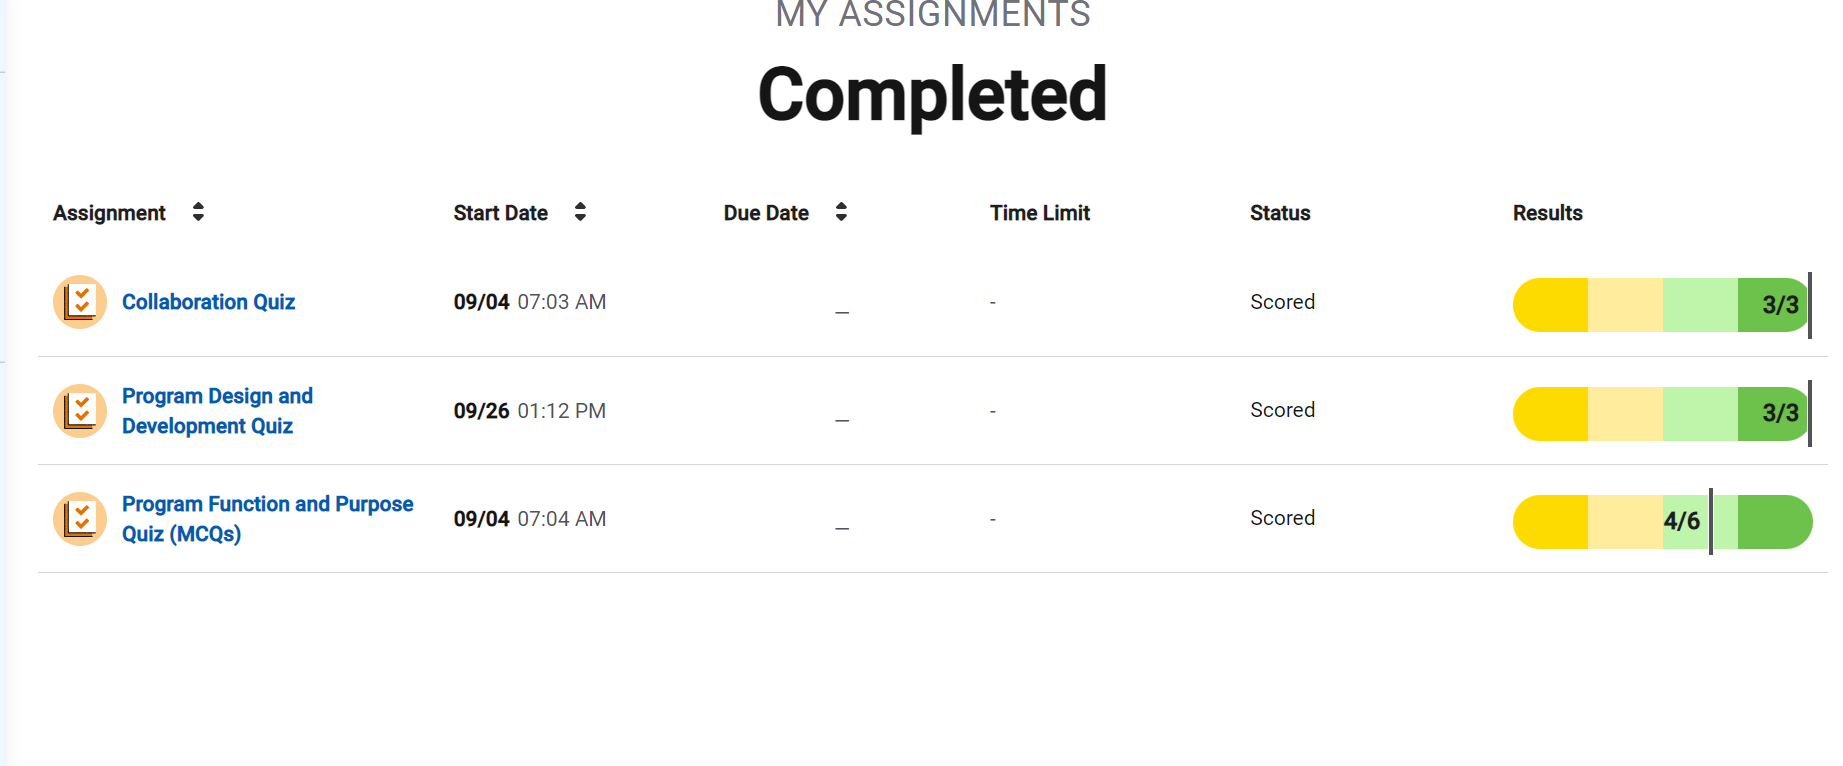 MY ASSIGNMENTS
Completed
Assignment Start Date Due Date Time Limit Status Results
Collaboration Quiz 09/04 07:03 AM _ - Scored 3/3
Program Design and
Development Quiz 09/26 01:12 PM _ - Scored 3/3
Program Function and Purpose
Quiz (MCQs) 09/04 07:04 AM _ - Scored 4/6